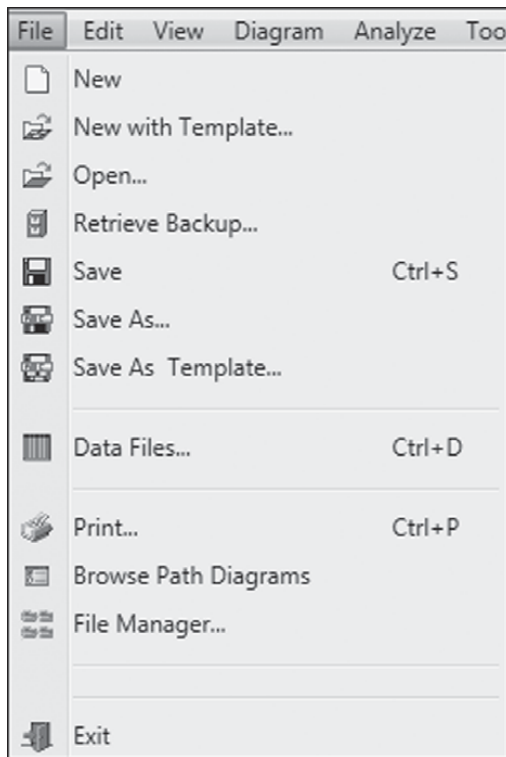 File Edit View Diagram Analyze Too
New
New with Template...
Open...
Retrieve Backup...
Save Ctrl+S
Save As...
Save As Template...
Data Files... Ctrl+D
Print... Ctrl+P
Browse Path Diagrams
File Manager...
Exit